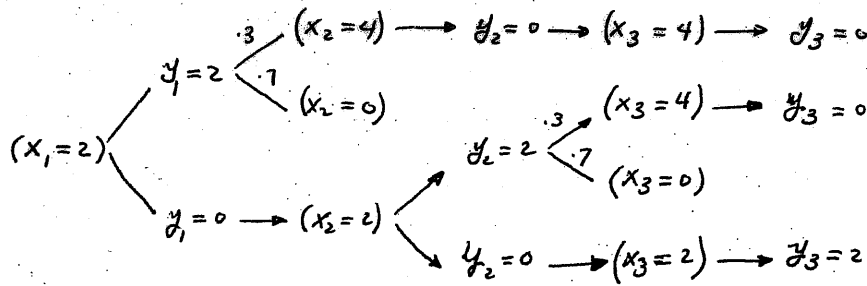 .3 (x₂ = 4) → y₂ = 0 → (x₃ = 4) → y₃ = 0
y₁ = 2
.7 (x₂ = 0)
.3 (x₃ = 4) → y₃ = 0
(x₁ = 2)
y₂ = 2
.7 (x₃ = 0)
y₁ = 0 → (x₂ = 2)
y₂ = 0 → (x₃ = 2) → y₃ = 2